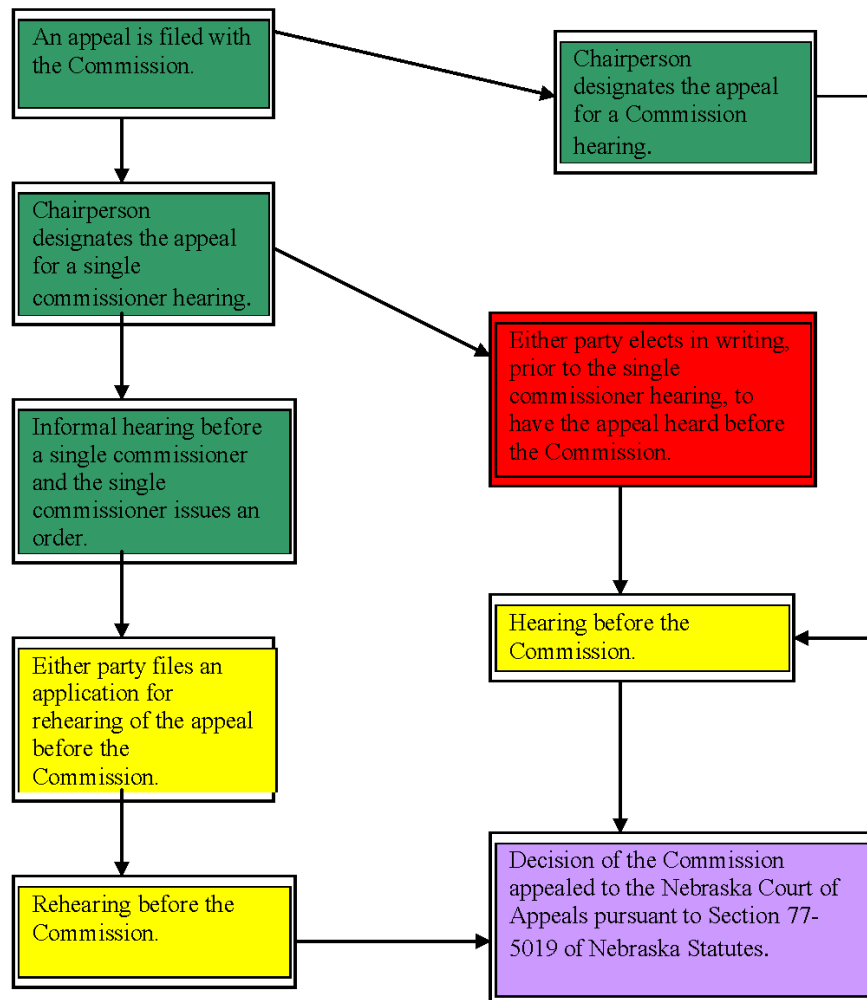 An appeal is filed with
the Commission.
Chairperson
designates the appeal
for a Commission
hearing.
Chairperson
designates the appeal
for a single
commissioner hearing.
Either party elects in writing,
prior to the single
commissioner hearing, to
have the appeal heard before
the Commission.
Informal hearing before
a single commissioner
and the single
commissioner issues an
order.
Hearing before the
Commission.
Either party files an
application for
rehearing of the appeal
before the
Commission.
Decision of the Commission
appealed to the Nebraska Court of
Appeals pursuant to Section 77-
5019 of Nebraska Statutes.
Rehearing before the
Commission.